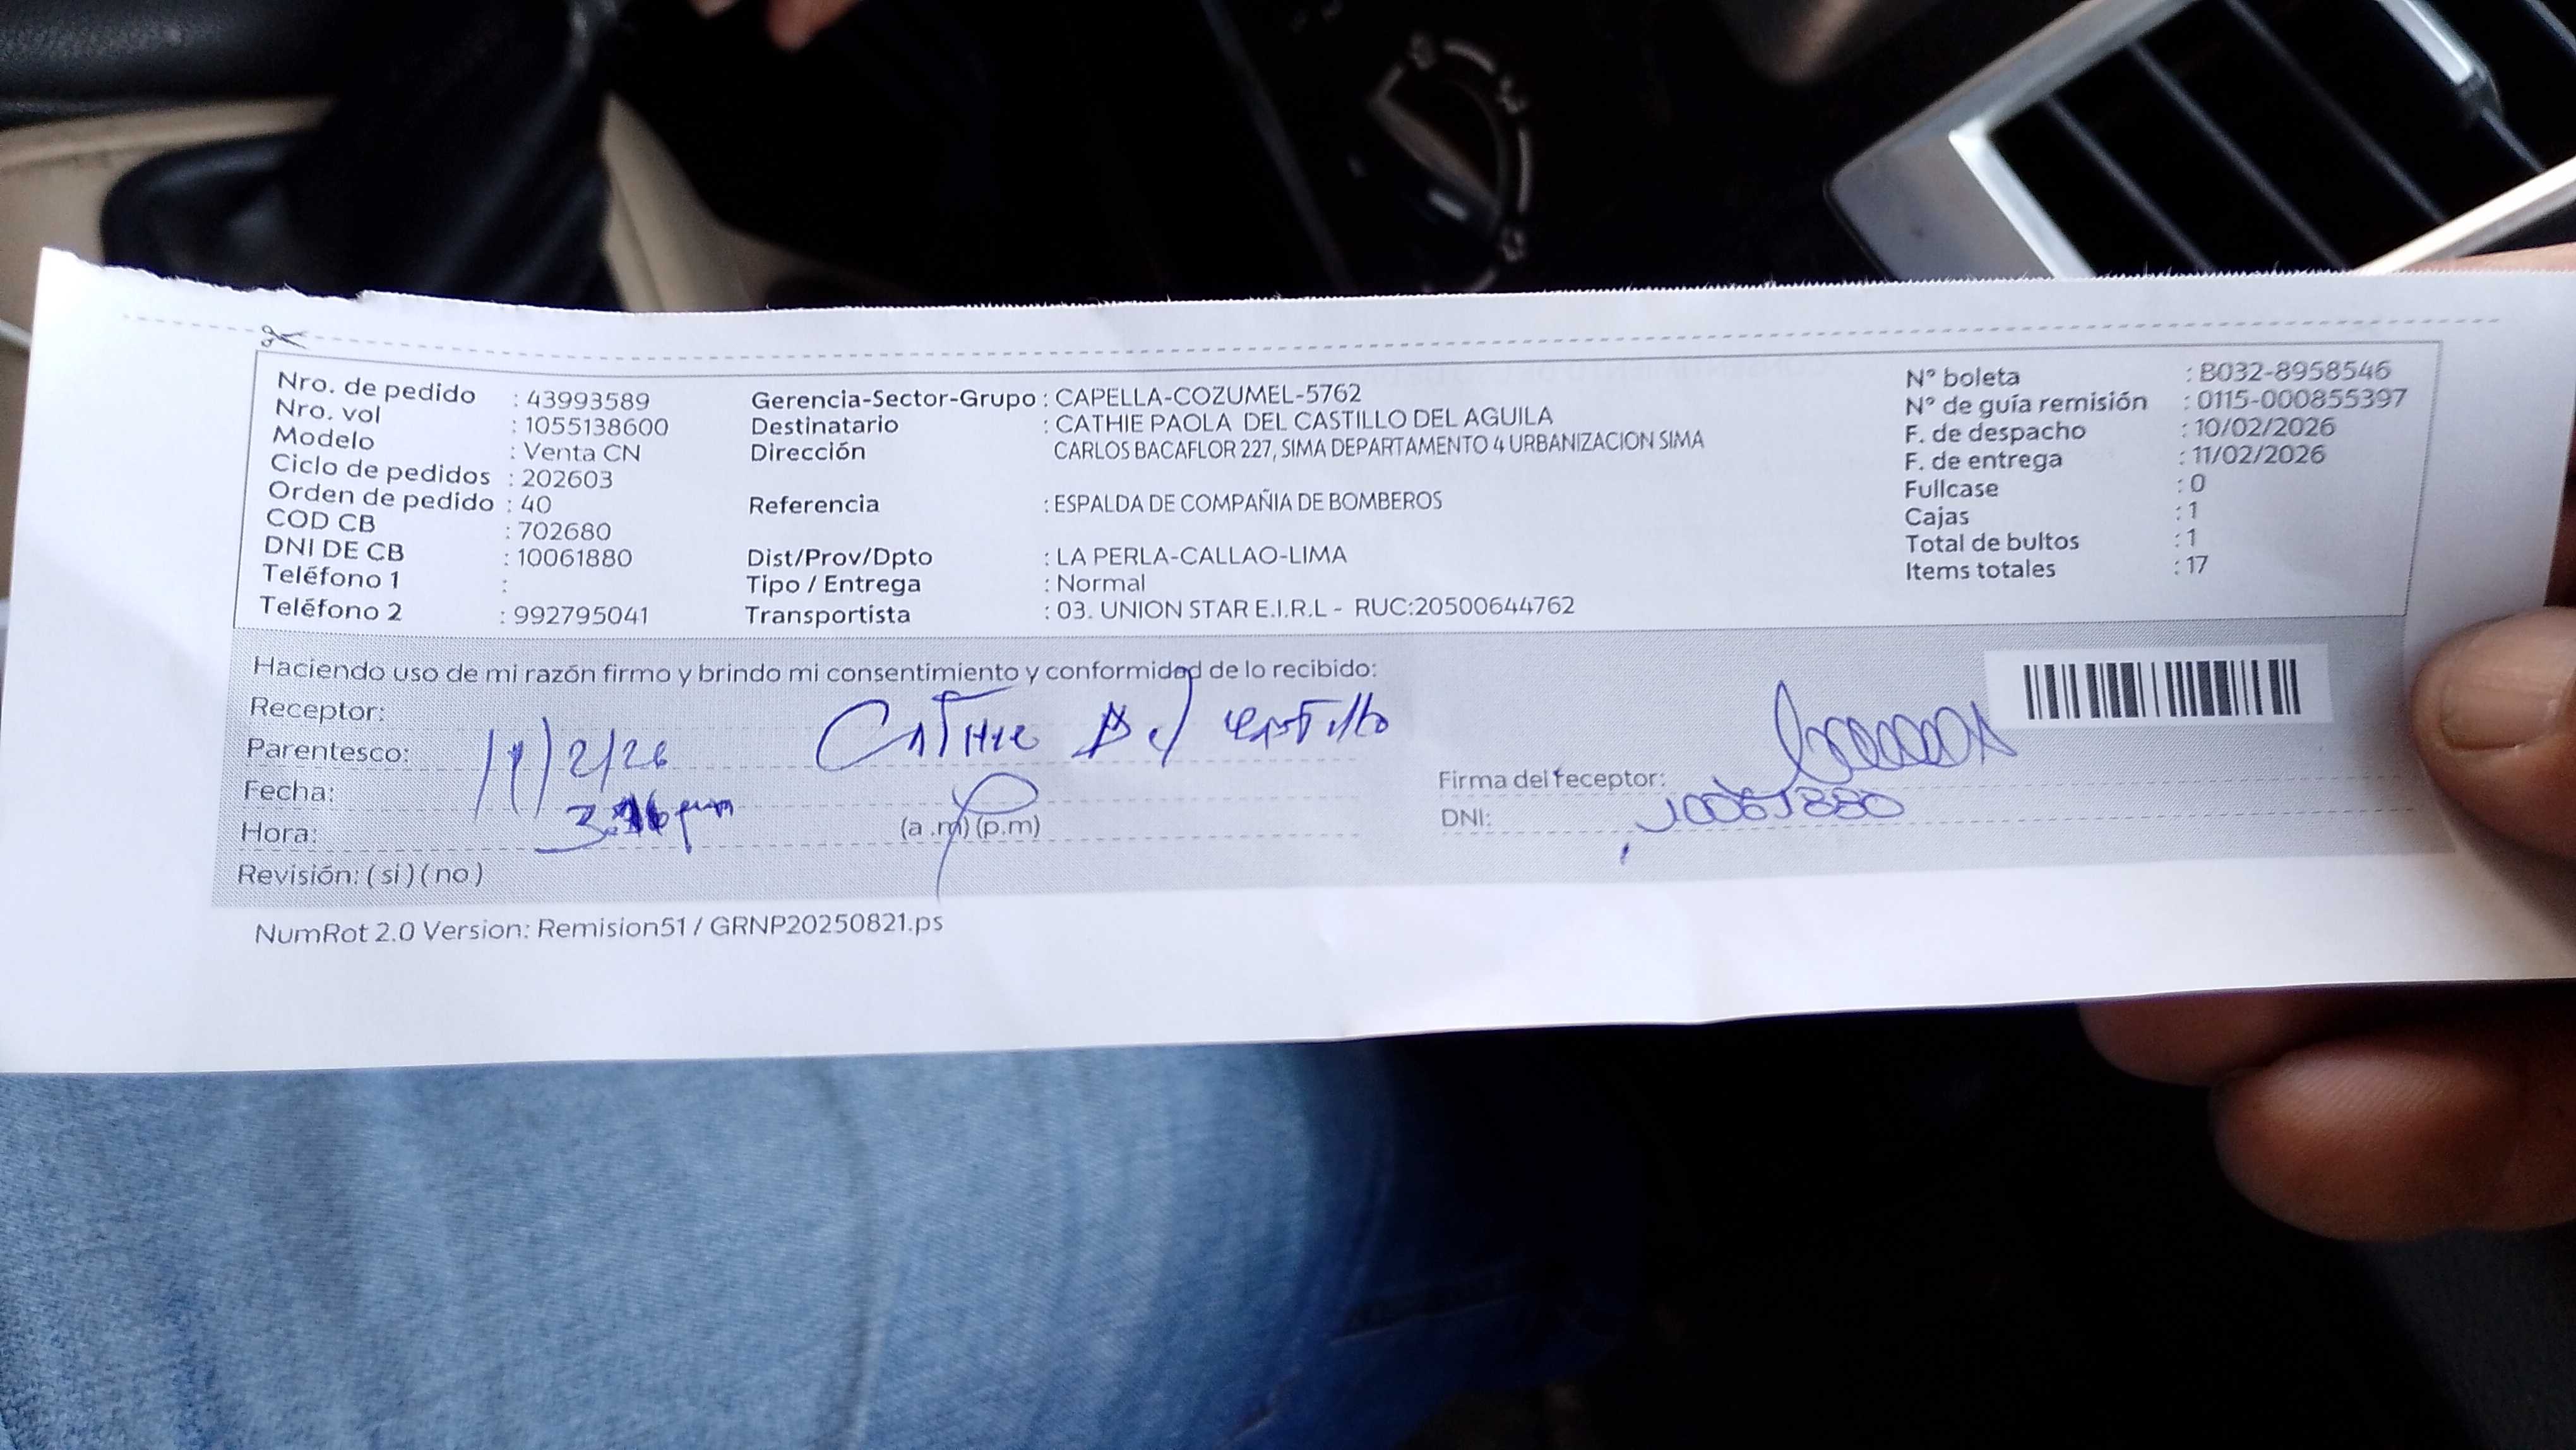 Nro. de pedido : 43993589
Nro. vol : 1055138600
Modelo : Venta CN
Ciclo de pedidos : 202603
Orden de pedido : 40
COD CB : 702680
DNI DE CB : 10061880
Teléfono 1 :
Teléfono 2 : 992795041
Gerencia-Sector-Grupo : CAPELLA-COZUMEL-5762
Destinatario : CATHIE PAOLA DEL CASTILLO DEL AGUILA
Dirección CARLOS BACAFLOR 227, SIMA DEPARTAMENTO 4 URBANIZACION SIMA
Referencia : ESPALDA DE COMPAÑIA DE BOMBEROS
Dist/Prov/Dpto : LA PERLA-CALLAO-LIMA
Tipo / Entrega : Normal
Transportista : 03. UNION STAR E.I.R.L - RUC:20500644762
N° boleta : B032-8958546
N° de guía remisión : 0115-000855397
F. de despacho : 10/02/2026
F. de entrega : 11/02/2026
Fullcase : 0
Cajas : 1
Total de bultos : 1
Items totales : 17
Haciendo uso de mi razón firmo y brindo mi consentimiento y conformidad de lo recibido:
Receptor: Cathie Del Castillo
Parentesco:
Fecha: 11/2/26
Hora: pm (a .m) (p.m)
Revisión: ( si ) ( no )
Firma del receptor:
DNI: 10061880
NumRot 2.0 Version: Remision51 / GRNP20250821.ps